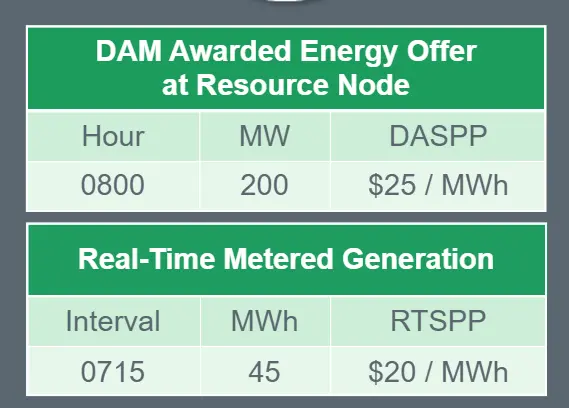 DAM Awarded Energy Offer
at Resource Node
Hour MW DASPP
0800 200 $25 / MWh
Real-Time Metered Generation
Interval MWh RTSPP
0715 45 $20 / MWh